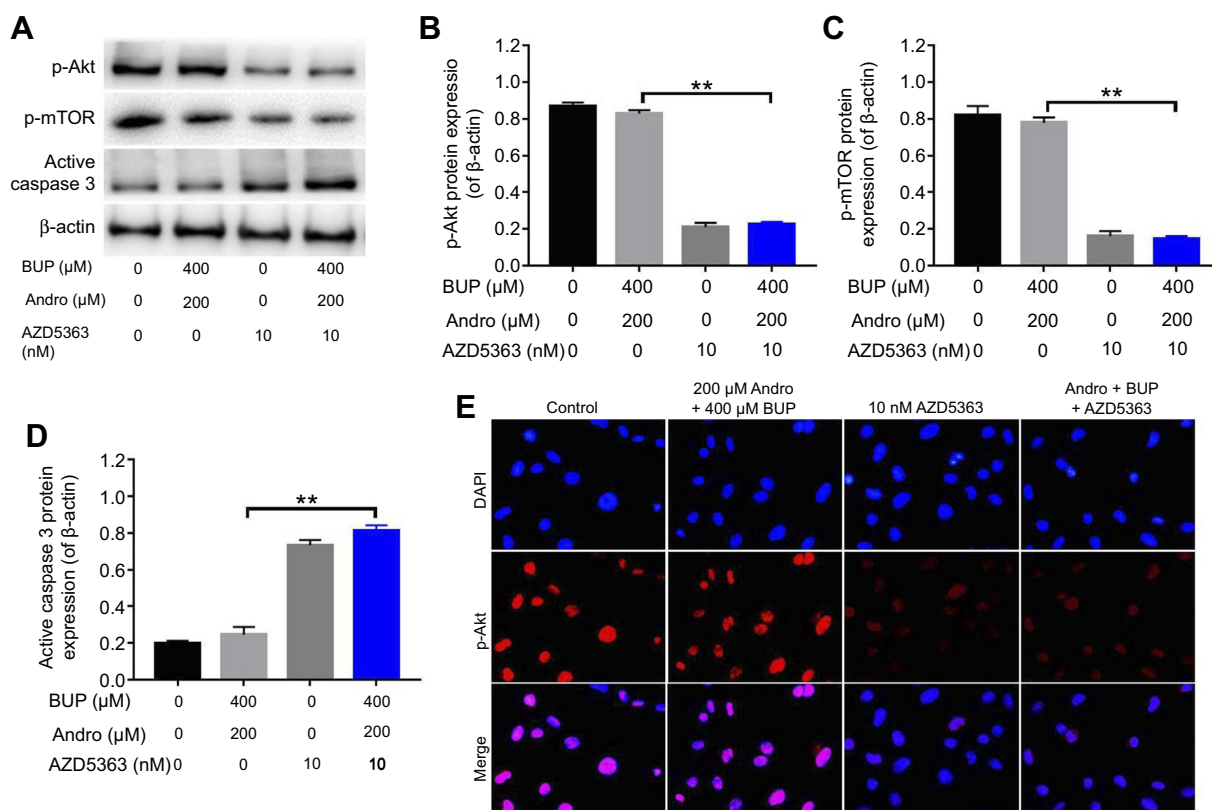 A
p-Akt
p-mTOR
Active
caspase 3
β-actin
BUP (μM) 0 400 0 400
Andro (μM) 0 200 0 200
AZD5363
(nM) 0 0 10 10
B
p-Akt protein expressio
(of β-actin)
1.2
1.0
0.8
0.6
0.4
0.2
0.0
**
BUP (μM) 0 400 0 400
Andro (μM) 0 200 0 200
AZD5363 (nM) 0 0 10 10
C
p-mTOR protein
expression (of β-actin)
1.2
1.0
0.8
0.6
0.4
0.2
0.0
**
BUP (μM) 0 400 0 400
Andro (μM) 0 200 0 200
AZD5363 (nM) 0 0 10 10
D
Active caspase 3 protein
expression (of β-actin)
1.2
1.0
0.8
0.6
0.4
0.2
0.0
**
BUP (μM) 0 400 0 400
Andro (μM) 0 200 0 200
AZD5363 (nM) 0 0 10 10
E
Control
200 μM Andro
+ 400 μM BUP
10 nM AZD5363
Andro + BUP
+ AZD5363
DAPI
p-Akt
Merge